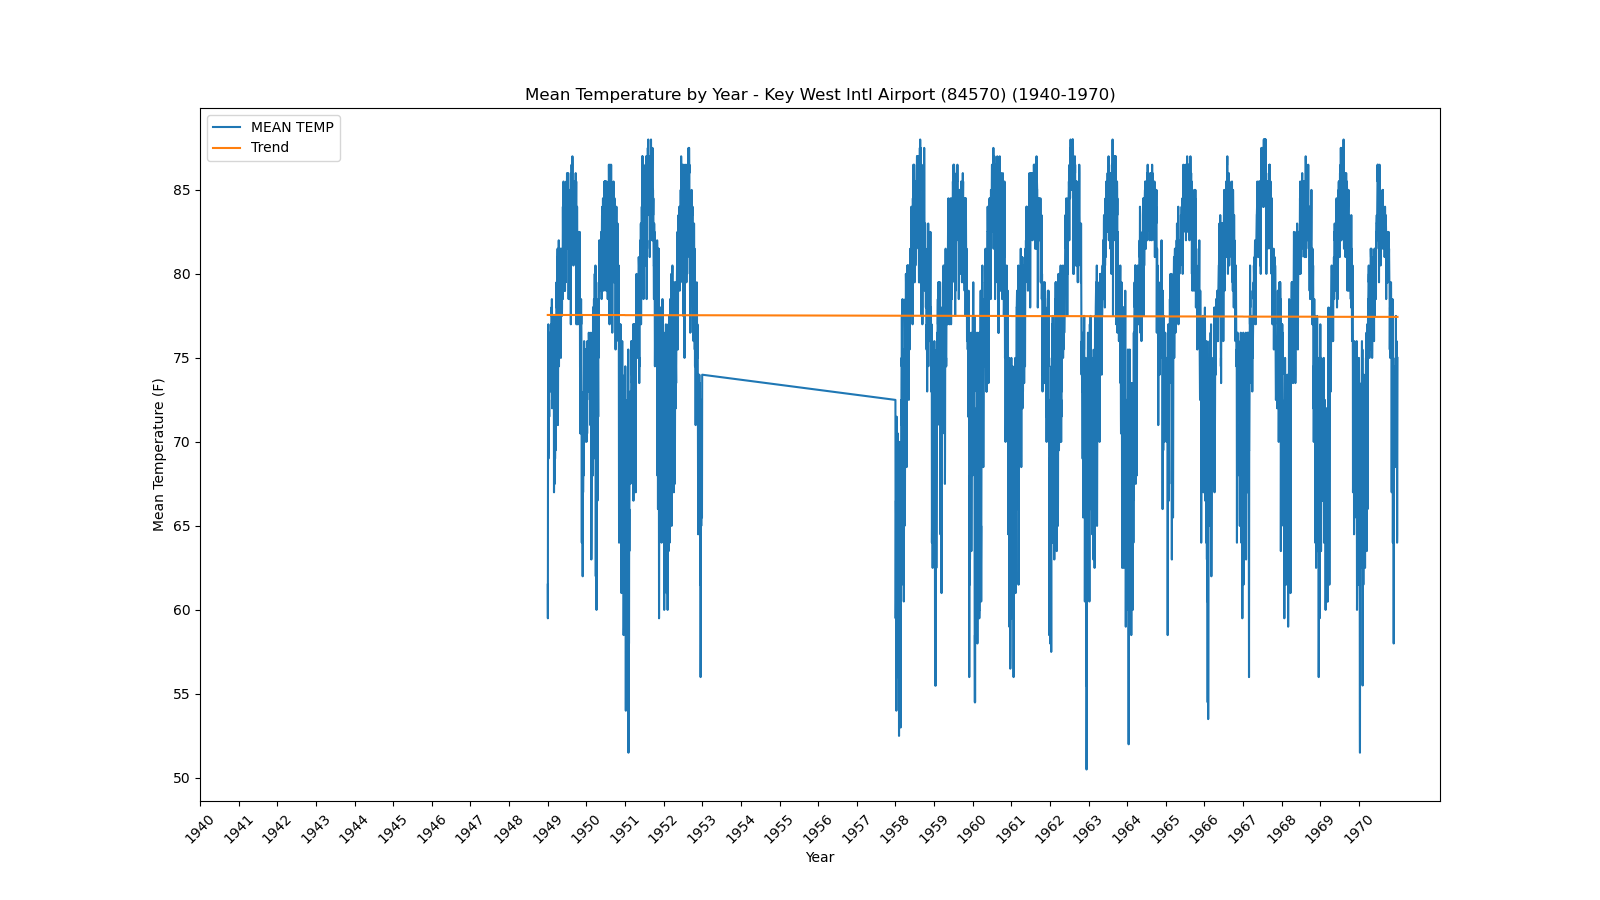 Mean Temperature by Year - Key West Intl Airport (84570) (1940-1970)
MEAN TEMP
Trend
85
80
75
70
65
60
55
50
Mean Temperature (F)
1940 1941 1942 1943 1944 1945 1946 1947 1948 1949 1950 1951 1952 1953 1954 1955 1956 1957 1958 1959 1960 1961 1962 1963 1964 1965 1966 1967 1968 1969 1970
Year